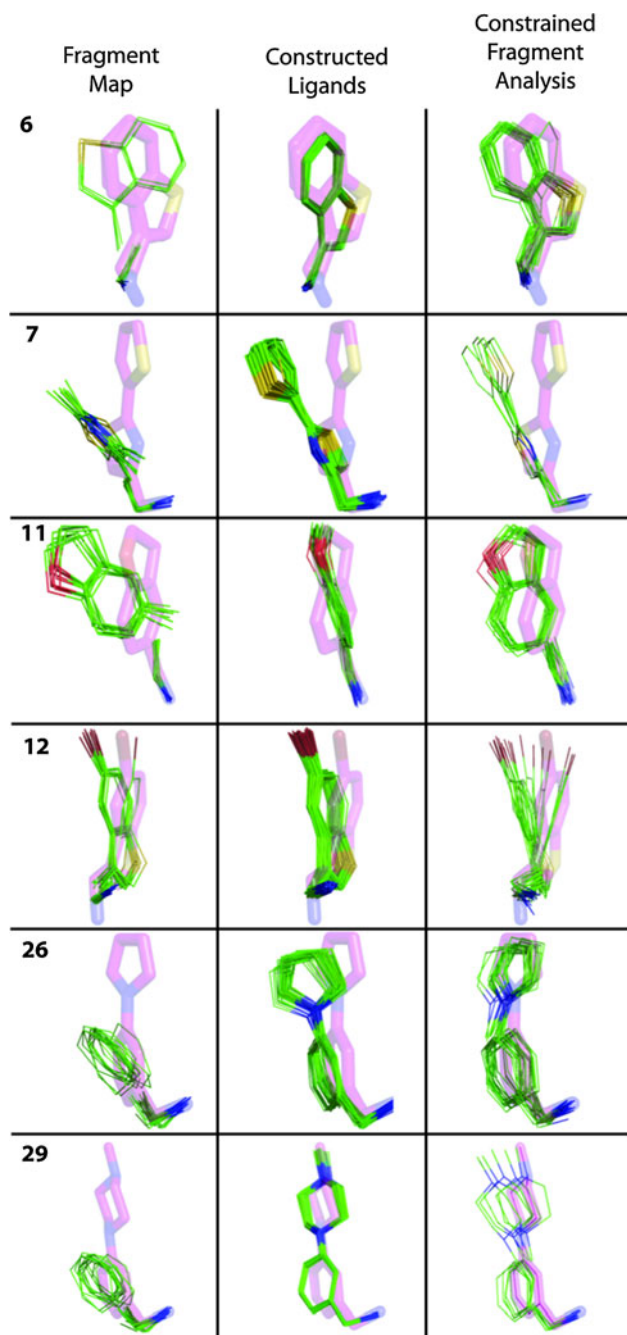 Fragment
Map
Constructed
Ligands
Constrained
Fragment
Analysis
6
7
11
12
26
29